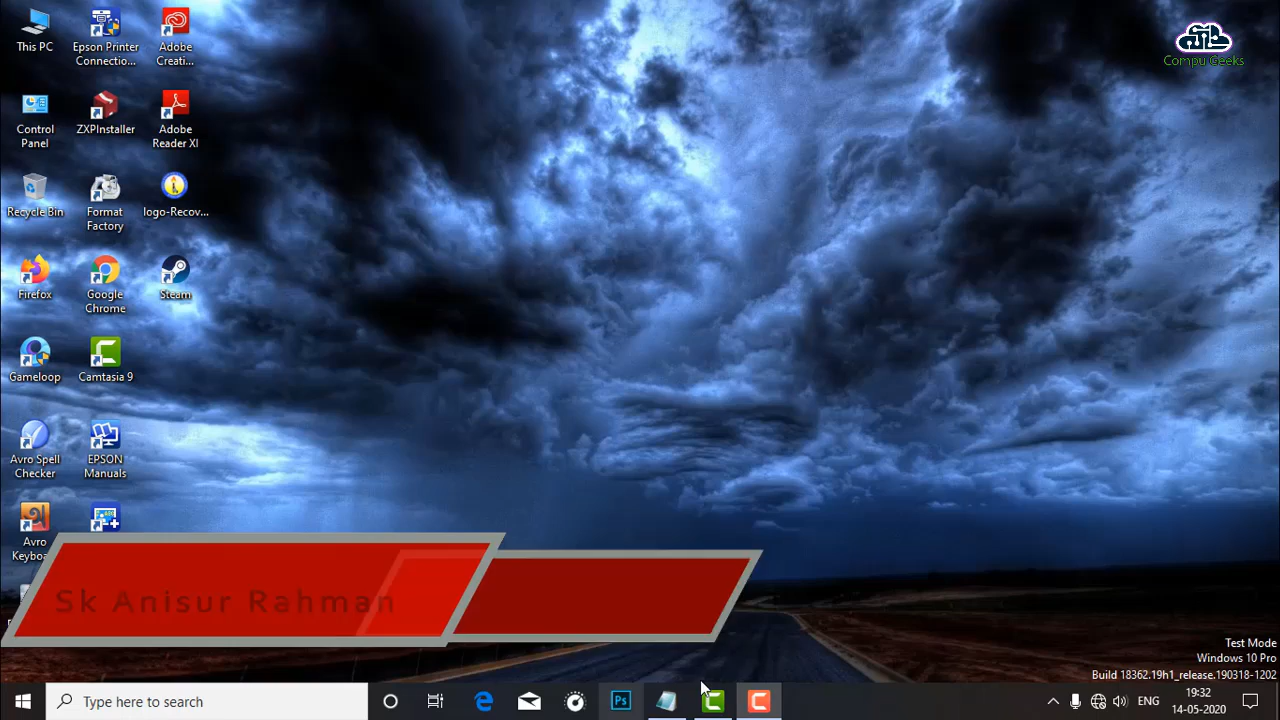 This PC
Epson Printer
Connectio...
Adobe
Creati...
Compu Geeks
Control
Panel
ZXPInstaller
Adobe
Reader XI
Recycle Bin
Format
Factory
logo-Recov...
Firefox
Google
Chrome
Steam
Gameloop
Camtasia 9
Avro Spell
Checker
EPSON
Manuals
Avro
Keyboa
Sk Anisur Rahman
Test Mode
Windows 10 Pro
Build 18362.19h1_release.190318-1202
Type here to search
Ps
ENG
19:32
14-05-2020